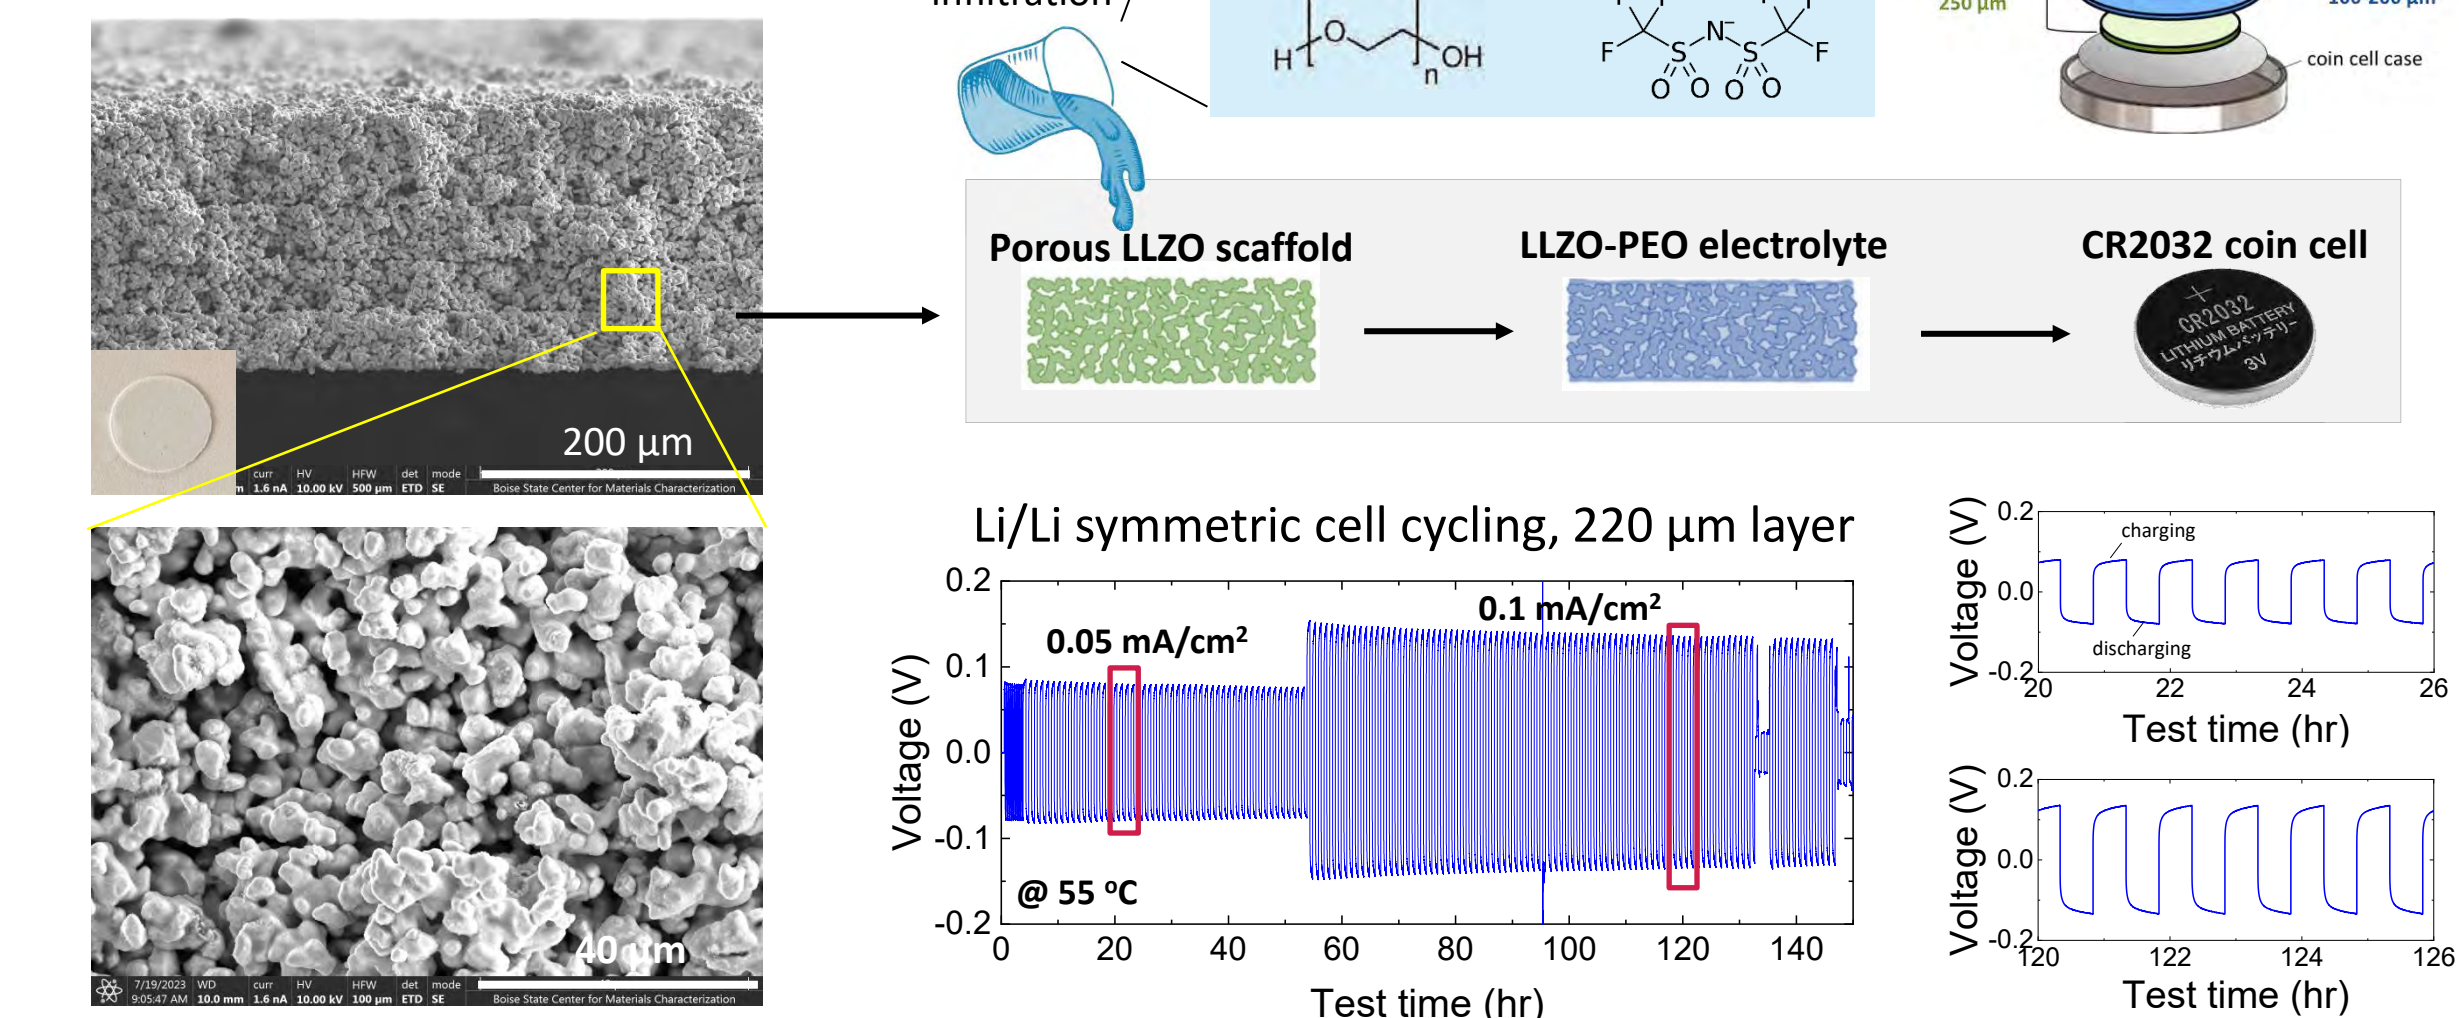 250 µm
H
O
n
OH
F
F
S
N⁻
S
O
O
O
O
coin cell case
Porous LLZO scaffold
LLZO-PEO electrolyte
CR2032 coin cell
CR2032
LITHIUM BATTERY
リチウムバッテリー
3V
200 µm
curr HV HFW det mode
1.6 nA 10.00 kV 500 µm ETD SE
Boise State Center for Materials Characterization
40 µm
7/19/2023 WD curr HV HFW det mode
9:05:47 AM 10.0 mm 1.6 nA 10.00 kV 100 µm ETD SE
Boise State Center for Materials Characterization
Li/Li symmetric cell cycling, 220 µm layer
0.2
0.1
0.0
-0.1
-0.2
Voltage (V)
0.05 mA/cm²
0.1 mA/cm²
@ 55 °C
0 20 40 60 80 100 120 140
Test time (hr)
0.2
0.0
-0.2
Voltage (V)
charging
discharging
20 22 24 26
Test time (hr)
0.2
0.0
-0.2
Voltage (V)
120 122 124 126
Test time (hr)